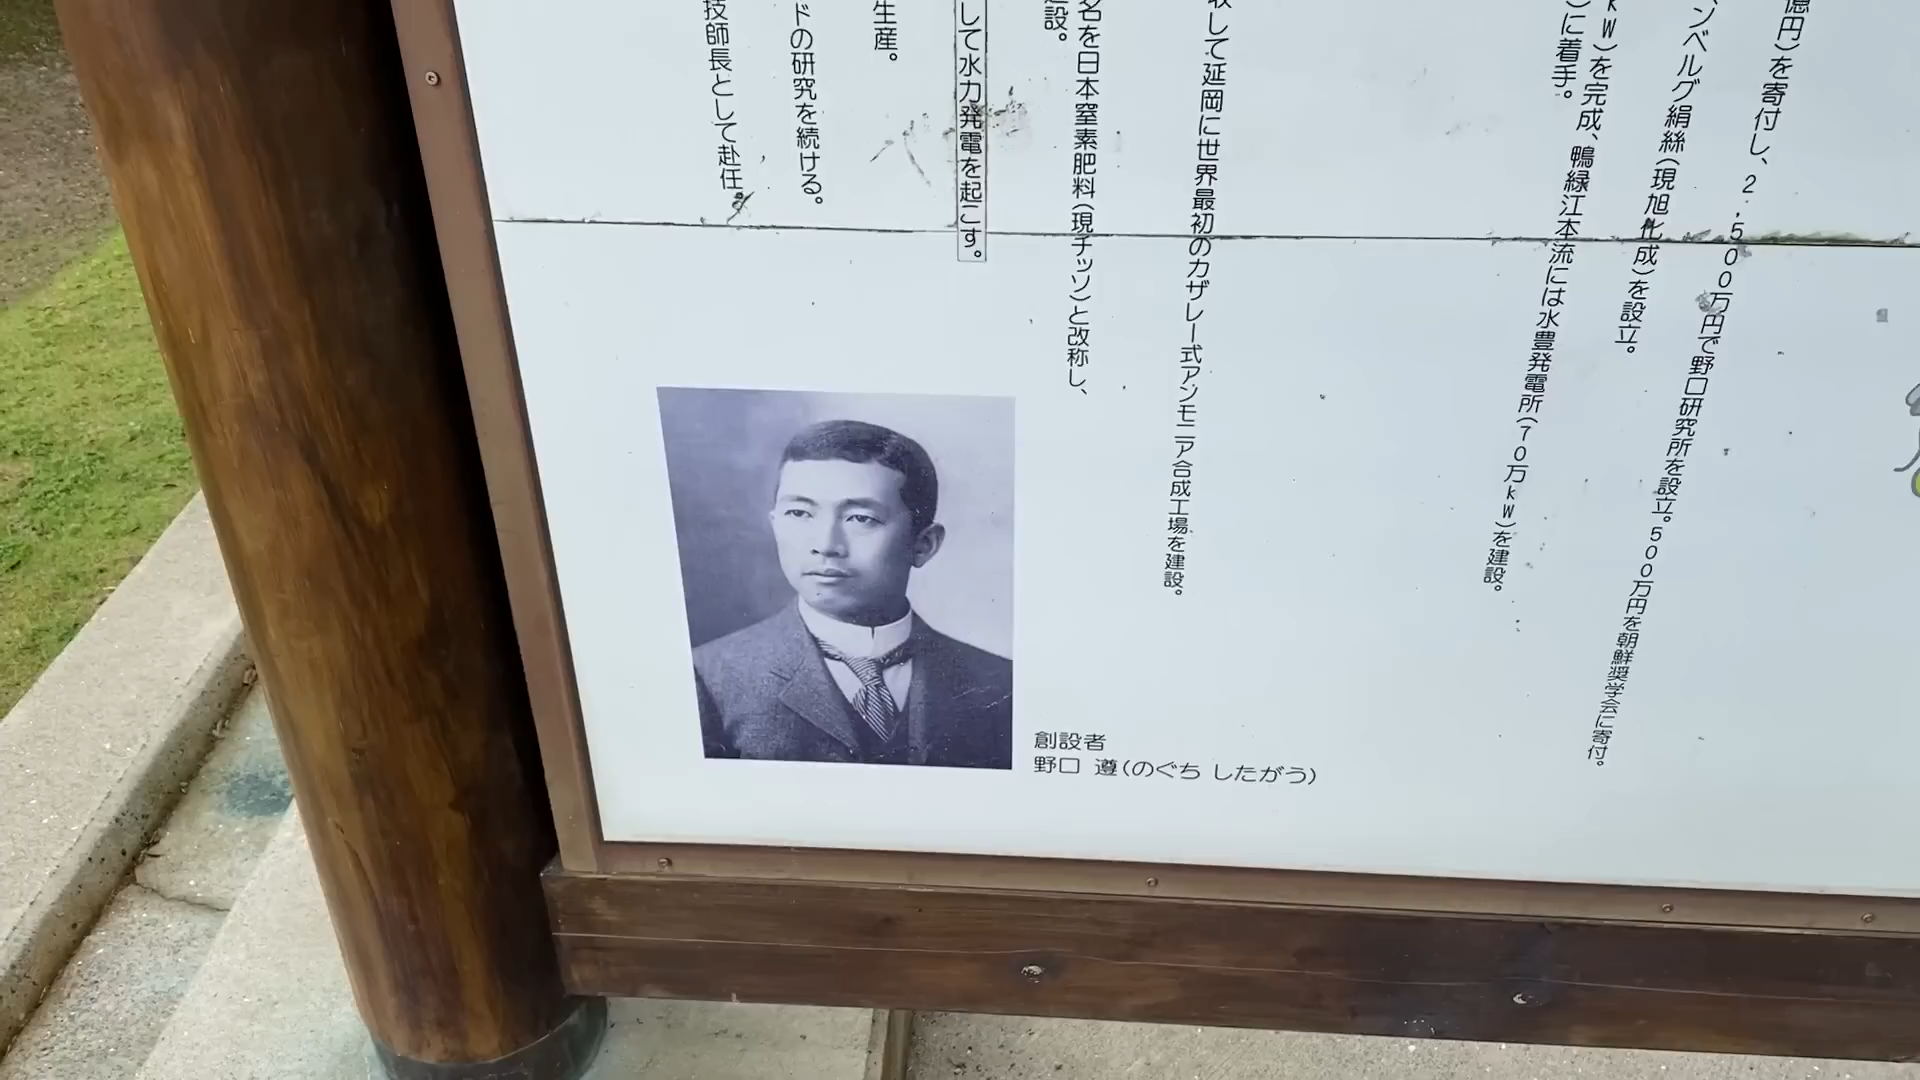 億円)を寄付し、2,500万円で野口研究所を設立。500万円を朝鮮奨学会に寄付。
ンベルグ絹絲(現旭化成)を設立。
kW)を完成、鴨緑江本流には水豊発電所(70万kW)を建設。
)に着手。
して延岡に世界最初のカザレー式アンモニア合成工場を建設。
名を日本窒素肥料(現チッソ)と改称し、
設。
して水力発電を起こす。
生産。
ドの研究を続ける。
技師長として赴任。
創設者
野口 遵(のぐち したがう)